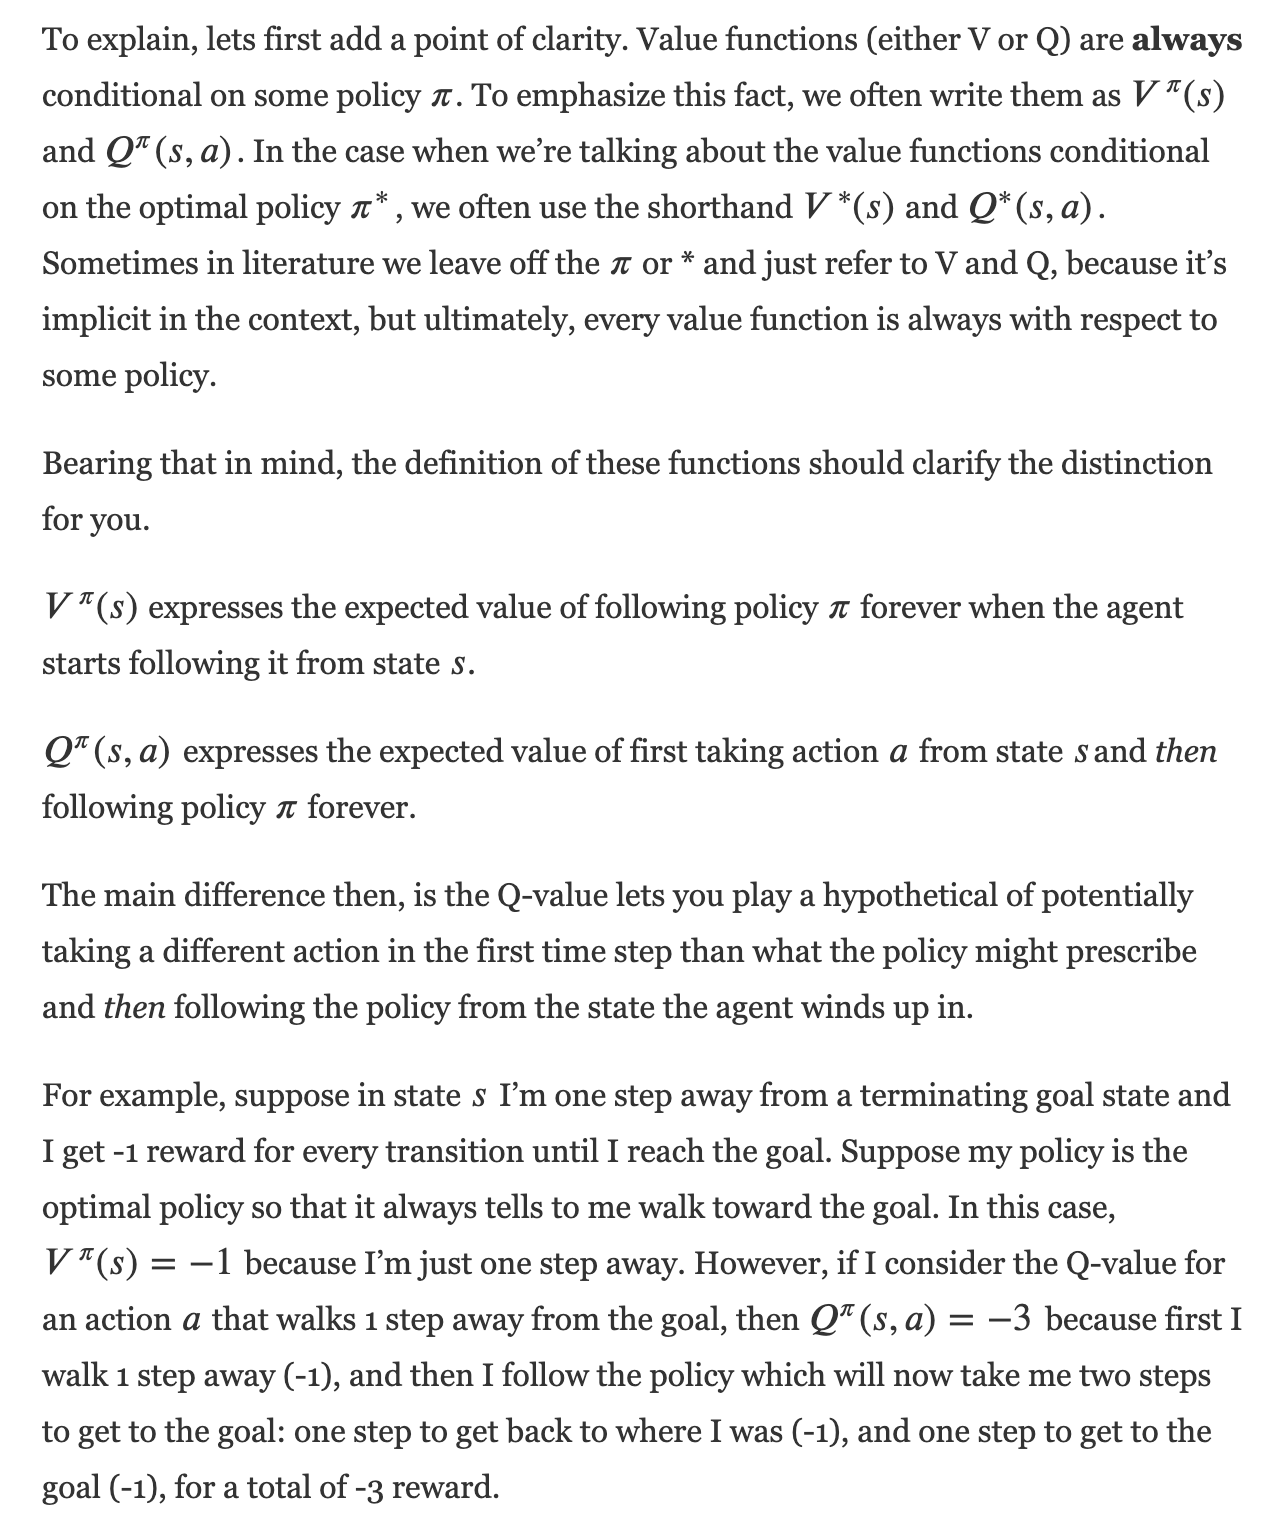 To explain, lets first add a point of clarity. Value functions (either V or Q) are always
conditional on some policy π. To emphasize this fact, we often write them as V^π(s)
and Q^π(s, a). In the case when we’re talking about the value functions conditional
on the optimal policy π*, we often use the shorthand V*(s) and Q*(s, a).
Sometimes in literature we leave off the π or * and just refer to V and Q, because it’s
implicit in the context, but ultimately, every value function is always with respect to
some policy.
Bearing that in mind, the definition of these functions should clarify the distinction
for you.
V^π(s) expresses the expected value of following policy π forever when the agent
starts following it from state s.
Q^π(s, a) expresses the expected value of first taking action a from state s and then
following policy π forever.
The main difference then, is the Q-value lets you play a hypothetical of potentially
taking a different action in the first time step than what the policy might prescribe
and then following the policy from the state the agent winds up in.
For example, suppose in state s I’m one step away from a terminating goal state and
I get -1 reward for every transition until I reach the goal. Suppose my policy is the
optimal policy so that it always tells to me walk toward the goal. In this case,
V^π(s) = −1 because I’m just one step away. However, if I consider the Q-value for
an action a that walks 1 step away from the goal, then Q^π(s, a) = −3 because first I
walk 1 step away (-1), and then I follow the policy which will now take me two steps
to get to the goal: one step to get back to where I was (-1), and one step to get to the
goal (-1), for a total of -3 reward.